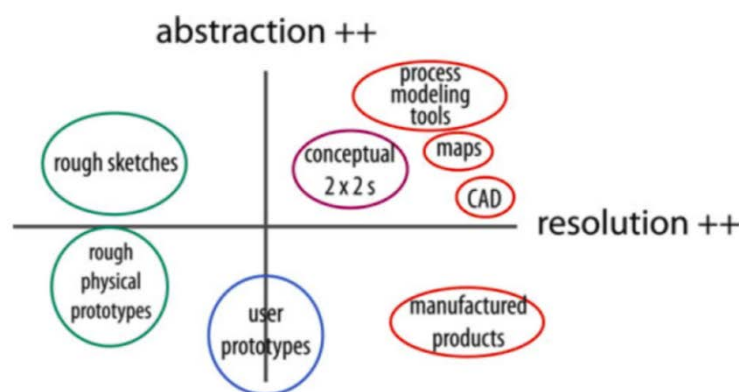 abstraction ++
process
modeling
tools
rough sketches
conceptual
2 x 2 s
maps
CAD
resolution ++
rough
physical
prototypes
user
prototypes
manufactured
products